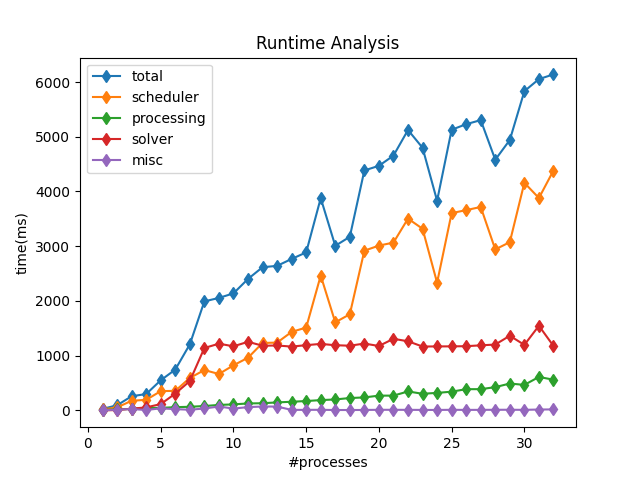 Runtime Analysis
total
scheduler
processing
solver
misc
6000
5000
4000
3000
2000
1000
0
time(ms)
0 5 10 15 20 25 30
#processes